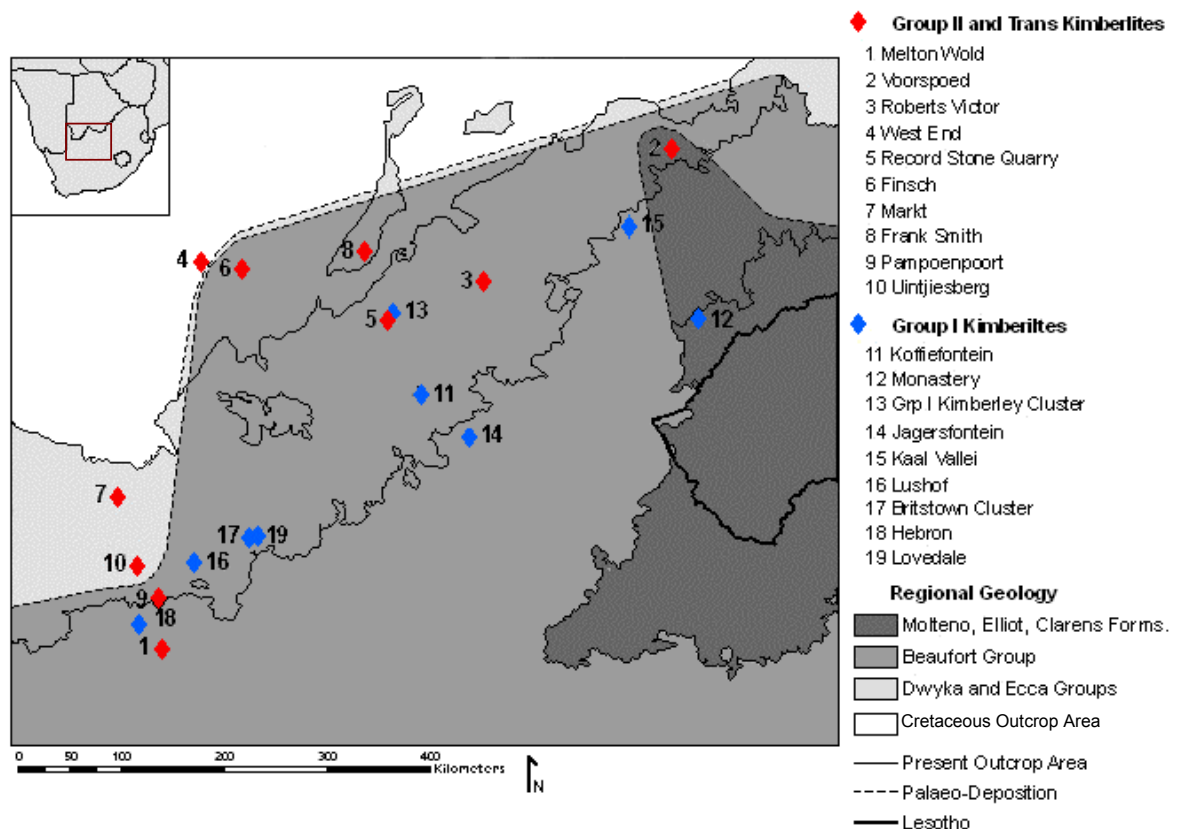 Group II and Trans Kimberlites
1 Melton Wold
2 Voorspoed
3 Roberts Victor
4 West End
5 Record Stone Quarry
6 Finsch
7 Markt
8 Frank Smith
9 Pampoenpoort
10 Uintjiesberg
Group I Kimberiltes
11 Koffiefontein
12 Monastery
13 Grp I Kimberley Cluster
14 Jagersfontein
15 Kaal Vallei
16 Lushof
17 Britstown Cluster
18 Hebron
19 Lovedale
Regional Geology
Molteno, Elliot, Clarens Forms.
Beaufort Group
Dwyka and Ecca Groups
Cretaceous Outcrop Area
Present Outcrop Area
Palaeo-Deposition
Lesotho
2
15
8
4
6
3
13
5
12
11
14
7
17 19
10
16
9
18
1
0 50 100 200 300 400
Kilometers
N